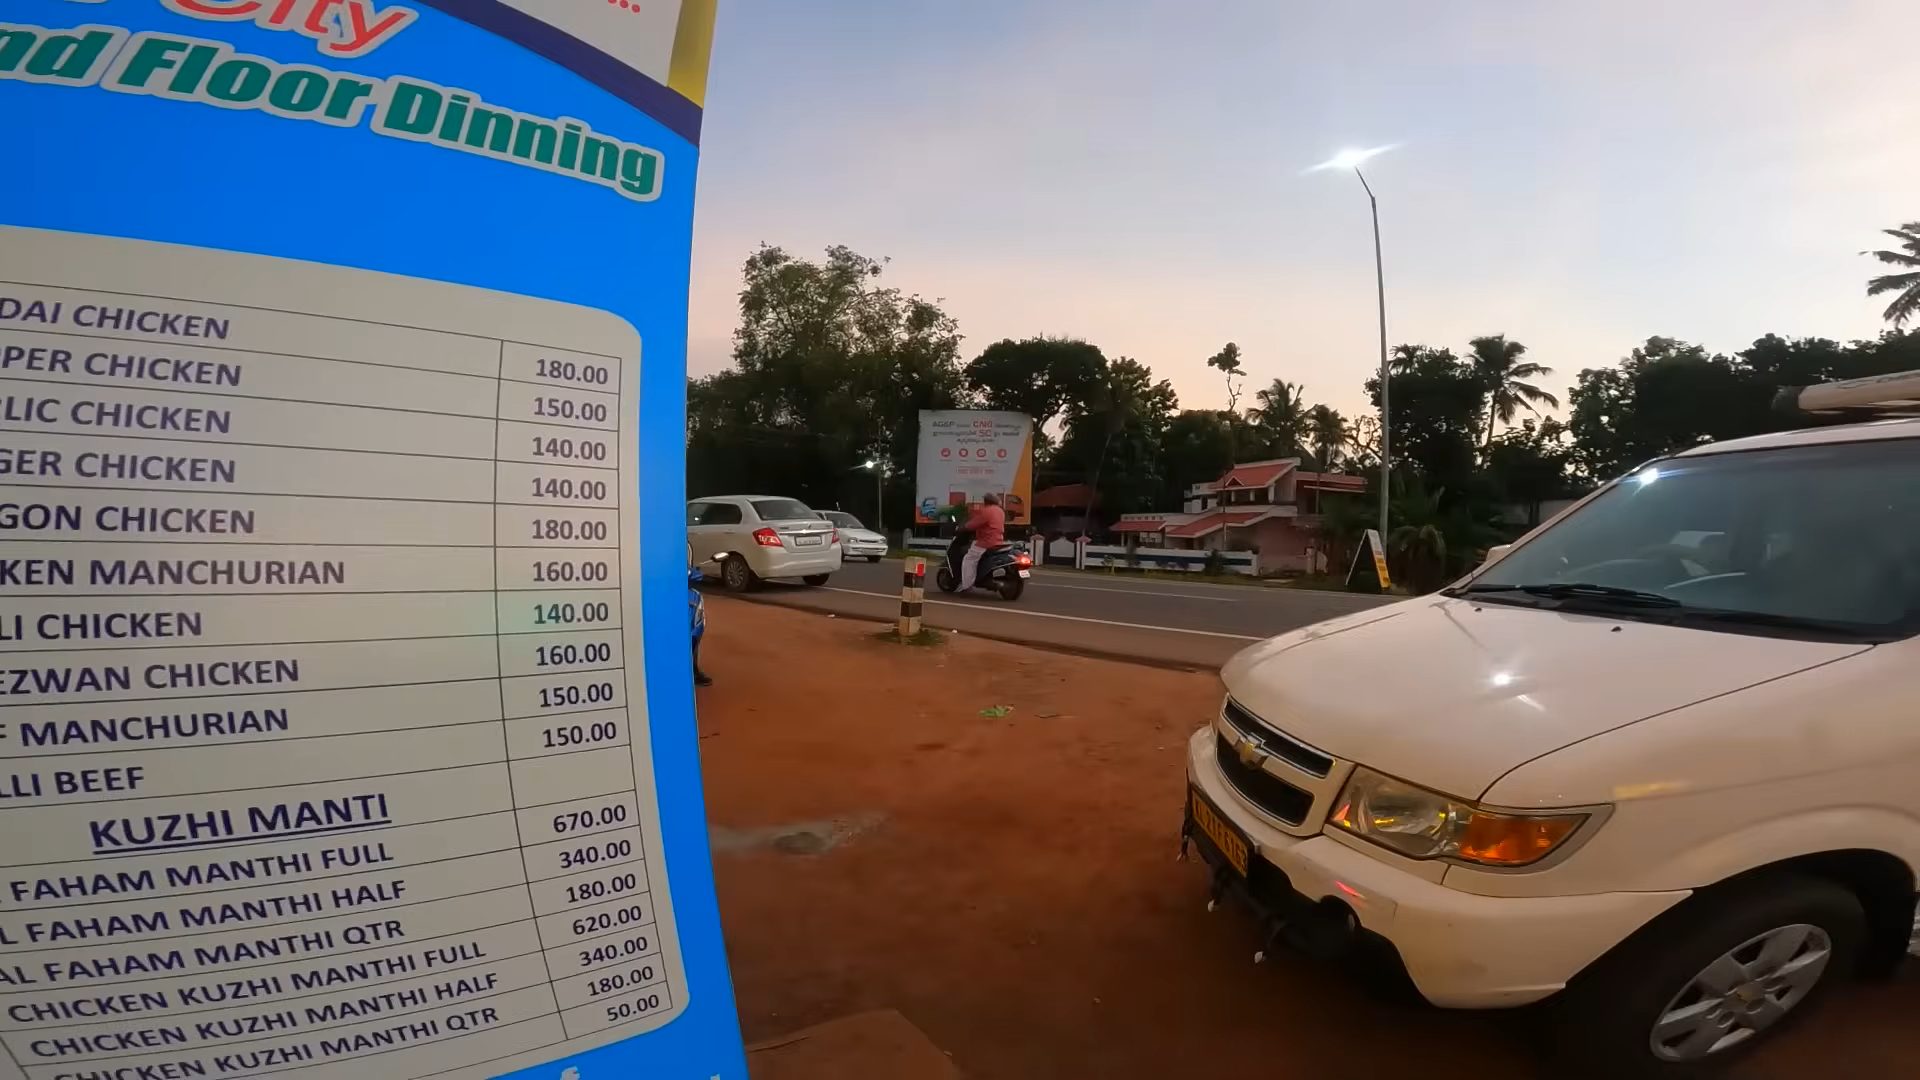 City
nd Floor Dinning
DAI CHICKEN 180.00
PPER CHICKEN 150.00
LIC CHICKEN 140.00
GER CHICKEN 140.00
GON CHICKEN 180.00
KEN MANCHURIAN 160.00
LI CHICKEN 140.00
EZWAN CHICKEN 160.00
F MANCHURIAN 150.00
LLI BEEF 150.00
KUZHI MANTI
FAHAM MANTHI FULL 670.00
L FAHAM MANTHI HALF 340.00
AL FAHAM MANTHI QTR 180.00
CHICKEN KUZHI MANTHI FULL 620.00
CHICKEN KUZHI MANTHI HALF 340.00
CHICKEN KUZHI MANTHI QTR 180.00
50.00
AG&P CNG
50